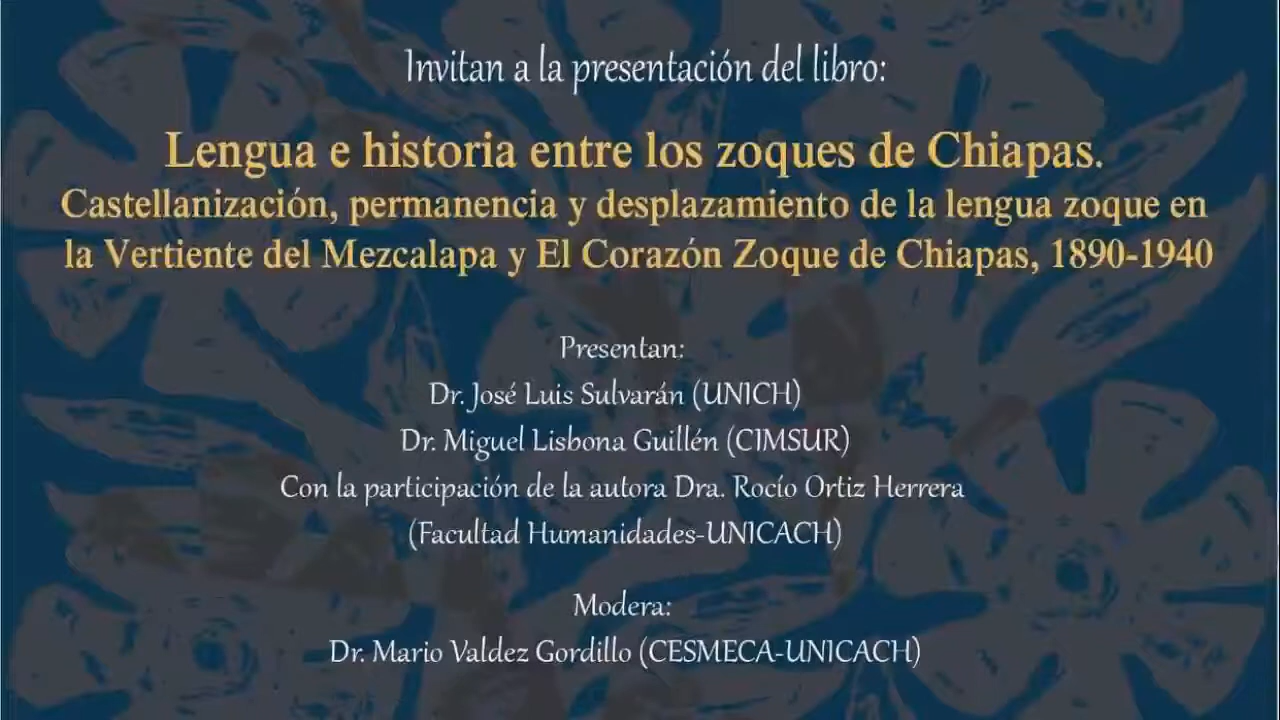 Invitan a la presentación del libro:
Lengua e historia entre los zoques de Chiapas.
Castellanización, permanencia y desplazamiento de la lengua zoque en
la Vertiente del Mezcalapa y El Corazón Zoque de Chiapas, 1890-1940
Presentan:
Dr. José Luis Sulvarán (UNICH)
Dr. Miguel Lisbona Guillén (CIMSUR)
Con la participación de la autora Dra. Rocío Ortiz Herrera
(Facultad Humanidades-UNICACH)
Modera:
Dr. Mario Valdez Gordillo (CESMECA-UNICACH)